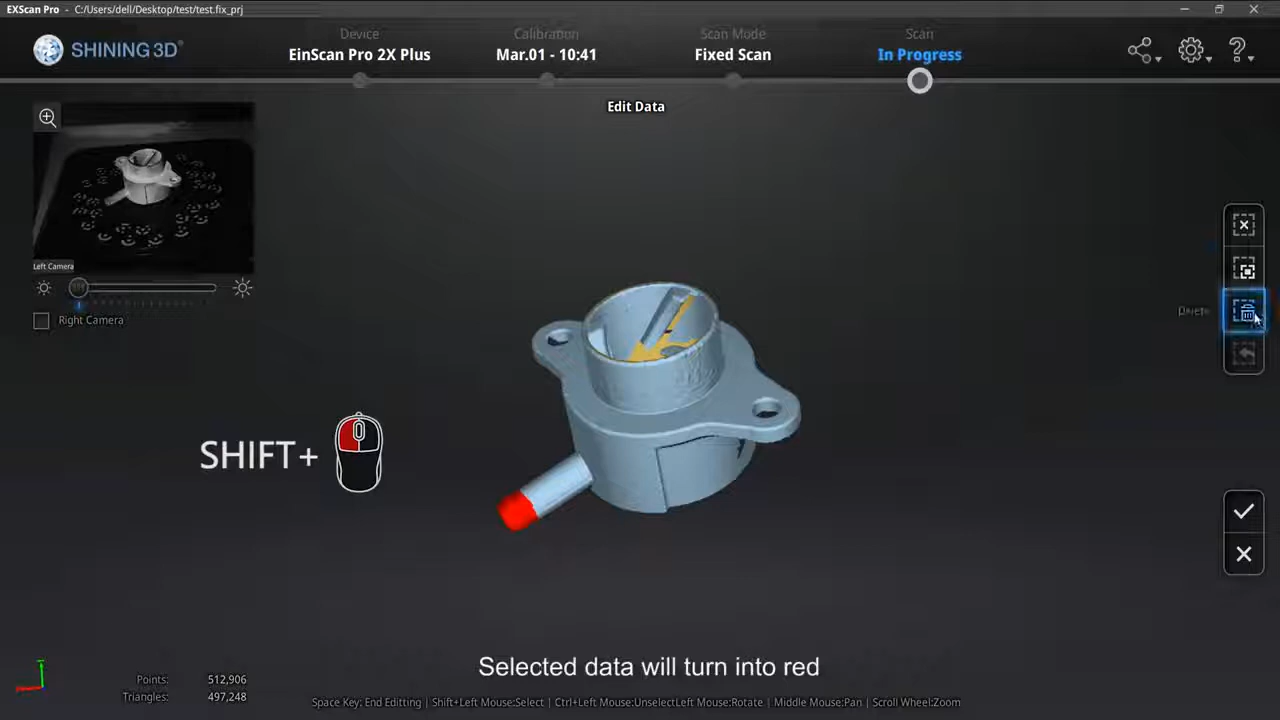 EXScan Pro - C:/Users/dell/Desktop/test/test.fix_prj
SHINING 3D®
Device
EinScan Pro 2X Plus
Calibration
Mar.01 - 10:41
Scan Mode
Fixed Scan
Scan
In Progress
Edit Data
Left Camera
Right Camera
Delete
SHIFT+
Selected data will turn into red
Points: 512,906
Triangles: 497,248
Space Key: End Editing | Shift+Left Mouse:Select | Ctrl+Left Mouse:UnselectLeft Mouse:Rotate | Middle Mouse:Pan | Scroll Wheel:Zoom